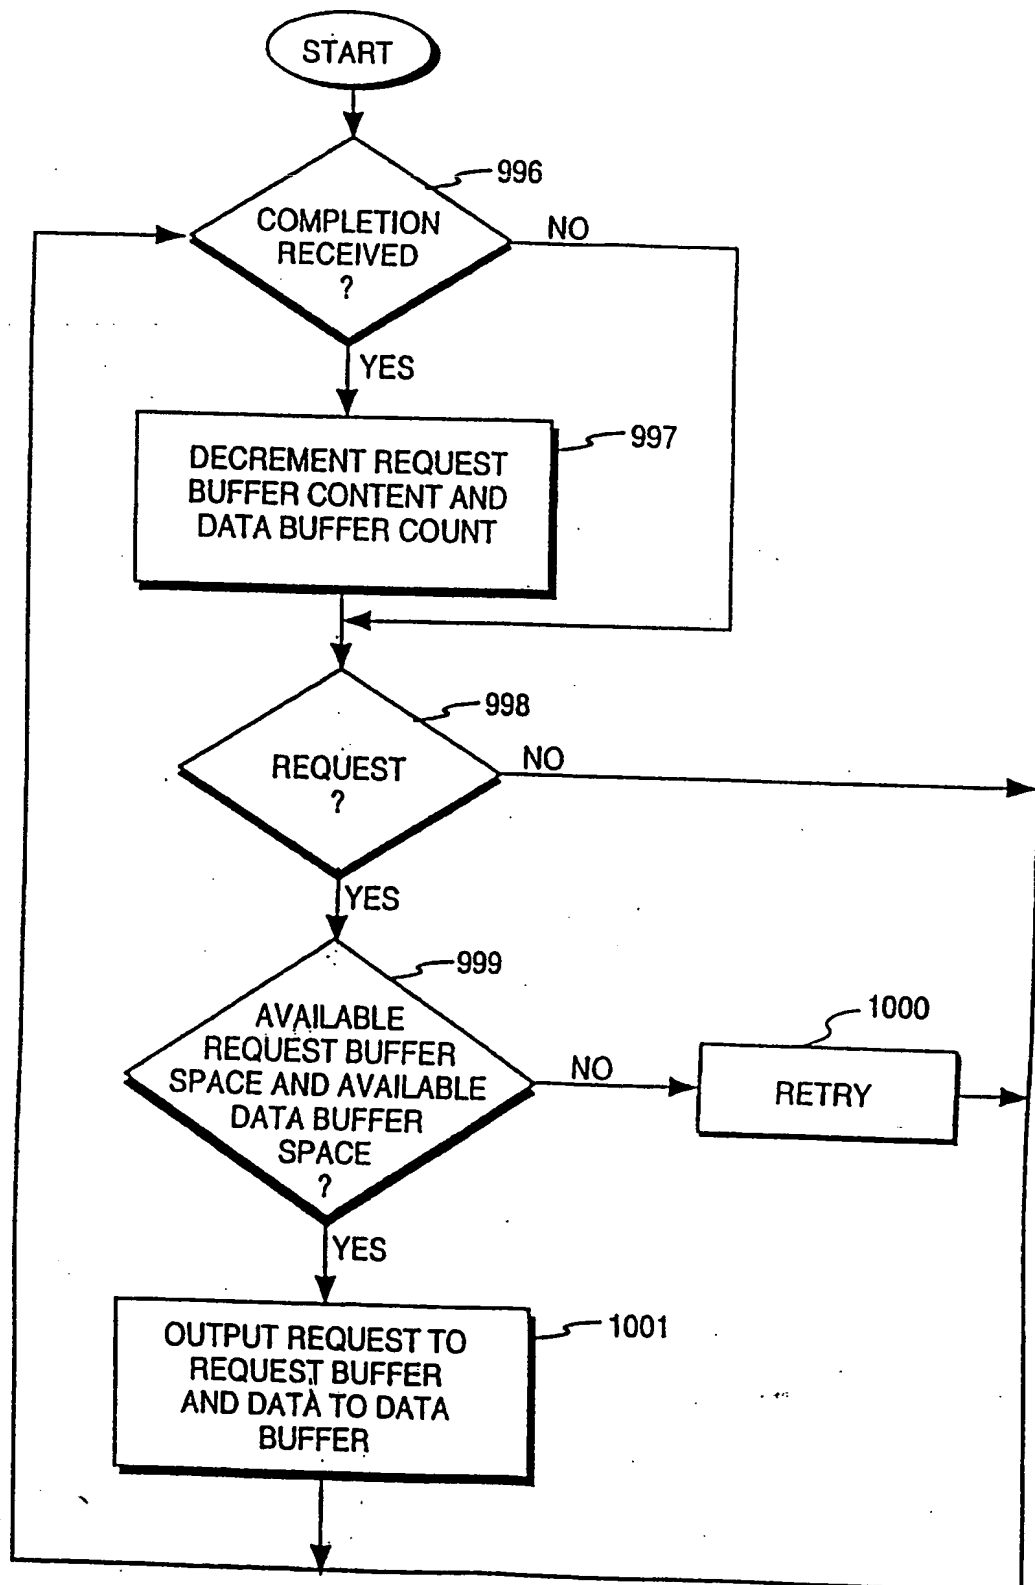 START
996
COMPLETION
RECEIVED
?
NO
YES
997
DECREMENT REQUEST
BUFFER CONTENT AND
DATA BUFFER COUNT
998
REQUEST
?
NO
YES
999
AVAILABLE
REQUEST BUFFER
SPACE AND AVAILABLE
DATA BUFFER
SPACE
?
NO
1000
RETRY
YES
1001
OUTPUT REQUEST TO
REQUEST BUFFER
AND DATA TO DATA
BUFFER